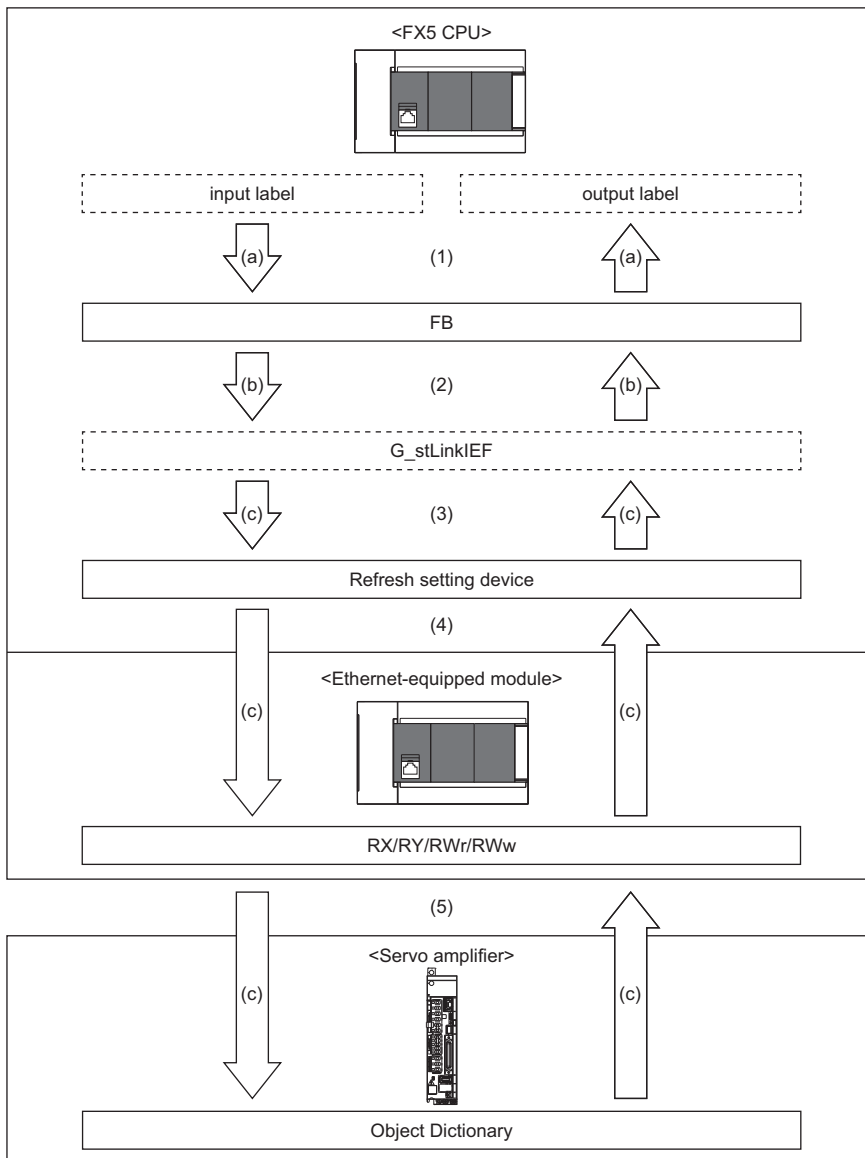 <FX5 CPU>
input label
output label
(a)
(1)
(a)
FB
(b)
(2)
(b)
G_stLinkIEF
(c)
(3)
(c)
Refresh setting device
(4)
<Ethernet-equipped module>
(c)
(c)
RX/RY/RWr/RWw
(5)
<Servo amplifier>
(c)
(c)
Object Dictionary